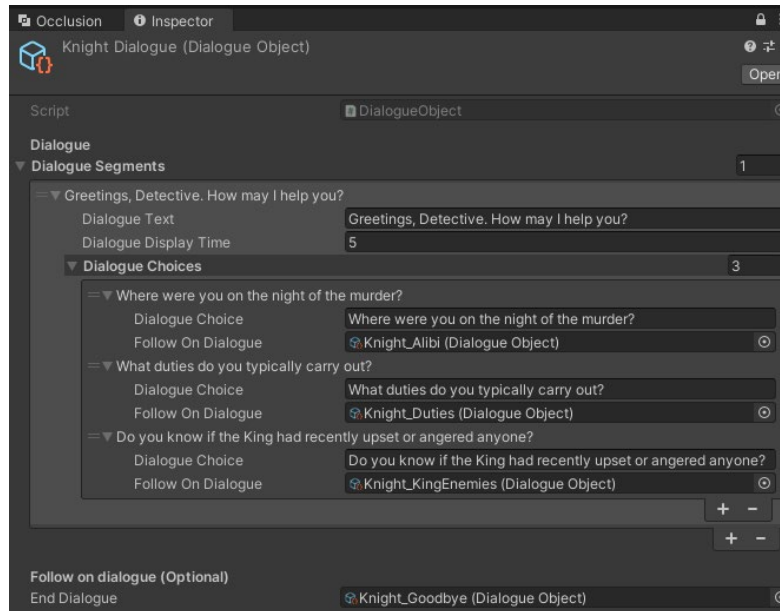 Occlusion Inspector
Knight Dialogue (Dialogue Object)
Open
Script DialogueObject
Dialogue
Dialogue Segments 1
Greetings, Detective. How may I help you?
Dialogue Text Greetings, Detective. How may I help you?
Dialogue Display Time 5
Dialogue Choices 3
Where were you on the night of the murder?
Dialogue Choice Where were you on the night of the murder?
Follow On Dialogue Knight_Alibi (Dialogue Object)
What duties do you typically carry out?
Dialogue Choice What duties do you typically carry out?
Follow On Dialogue Knight_Duties (Dialogue Object)
Do you know if the King had recently upset or angered anyone?
Dialogue Choice Do you know if the King had recently upset or angered anyone?
Follow On Dialogue Knight_KingEnemies (Dialogue Object)
+ −
+ −
Follow on dialogue (Optional)
End Dialogue Knight_Goodbye (Dialogue Object)